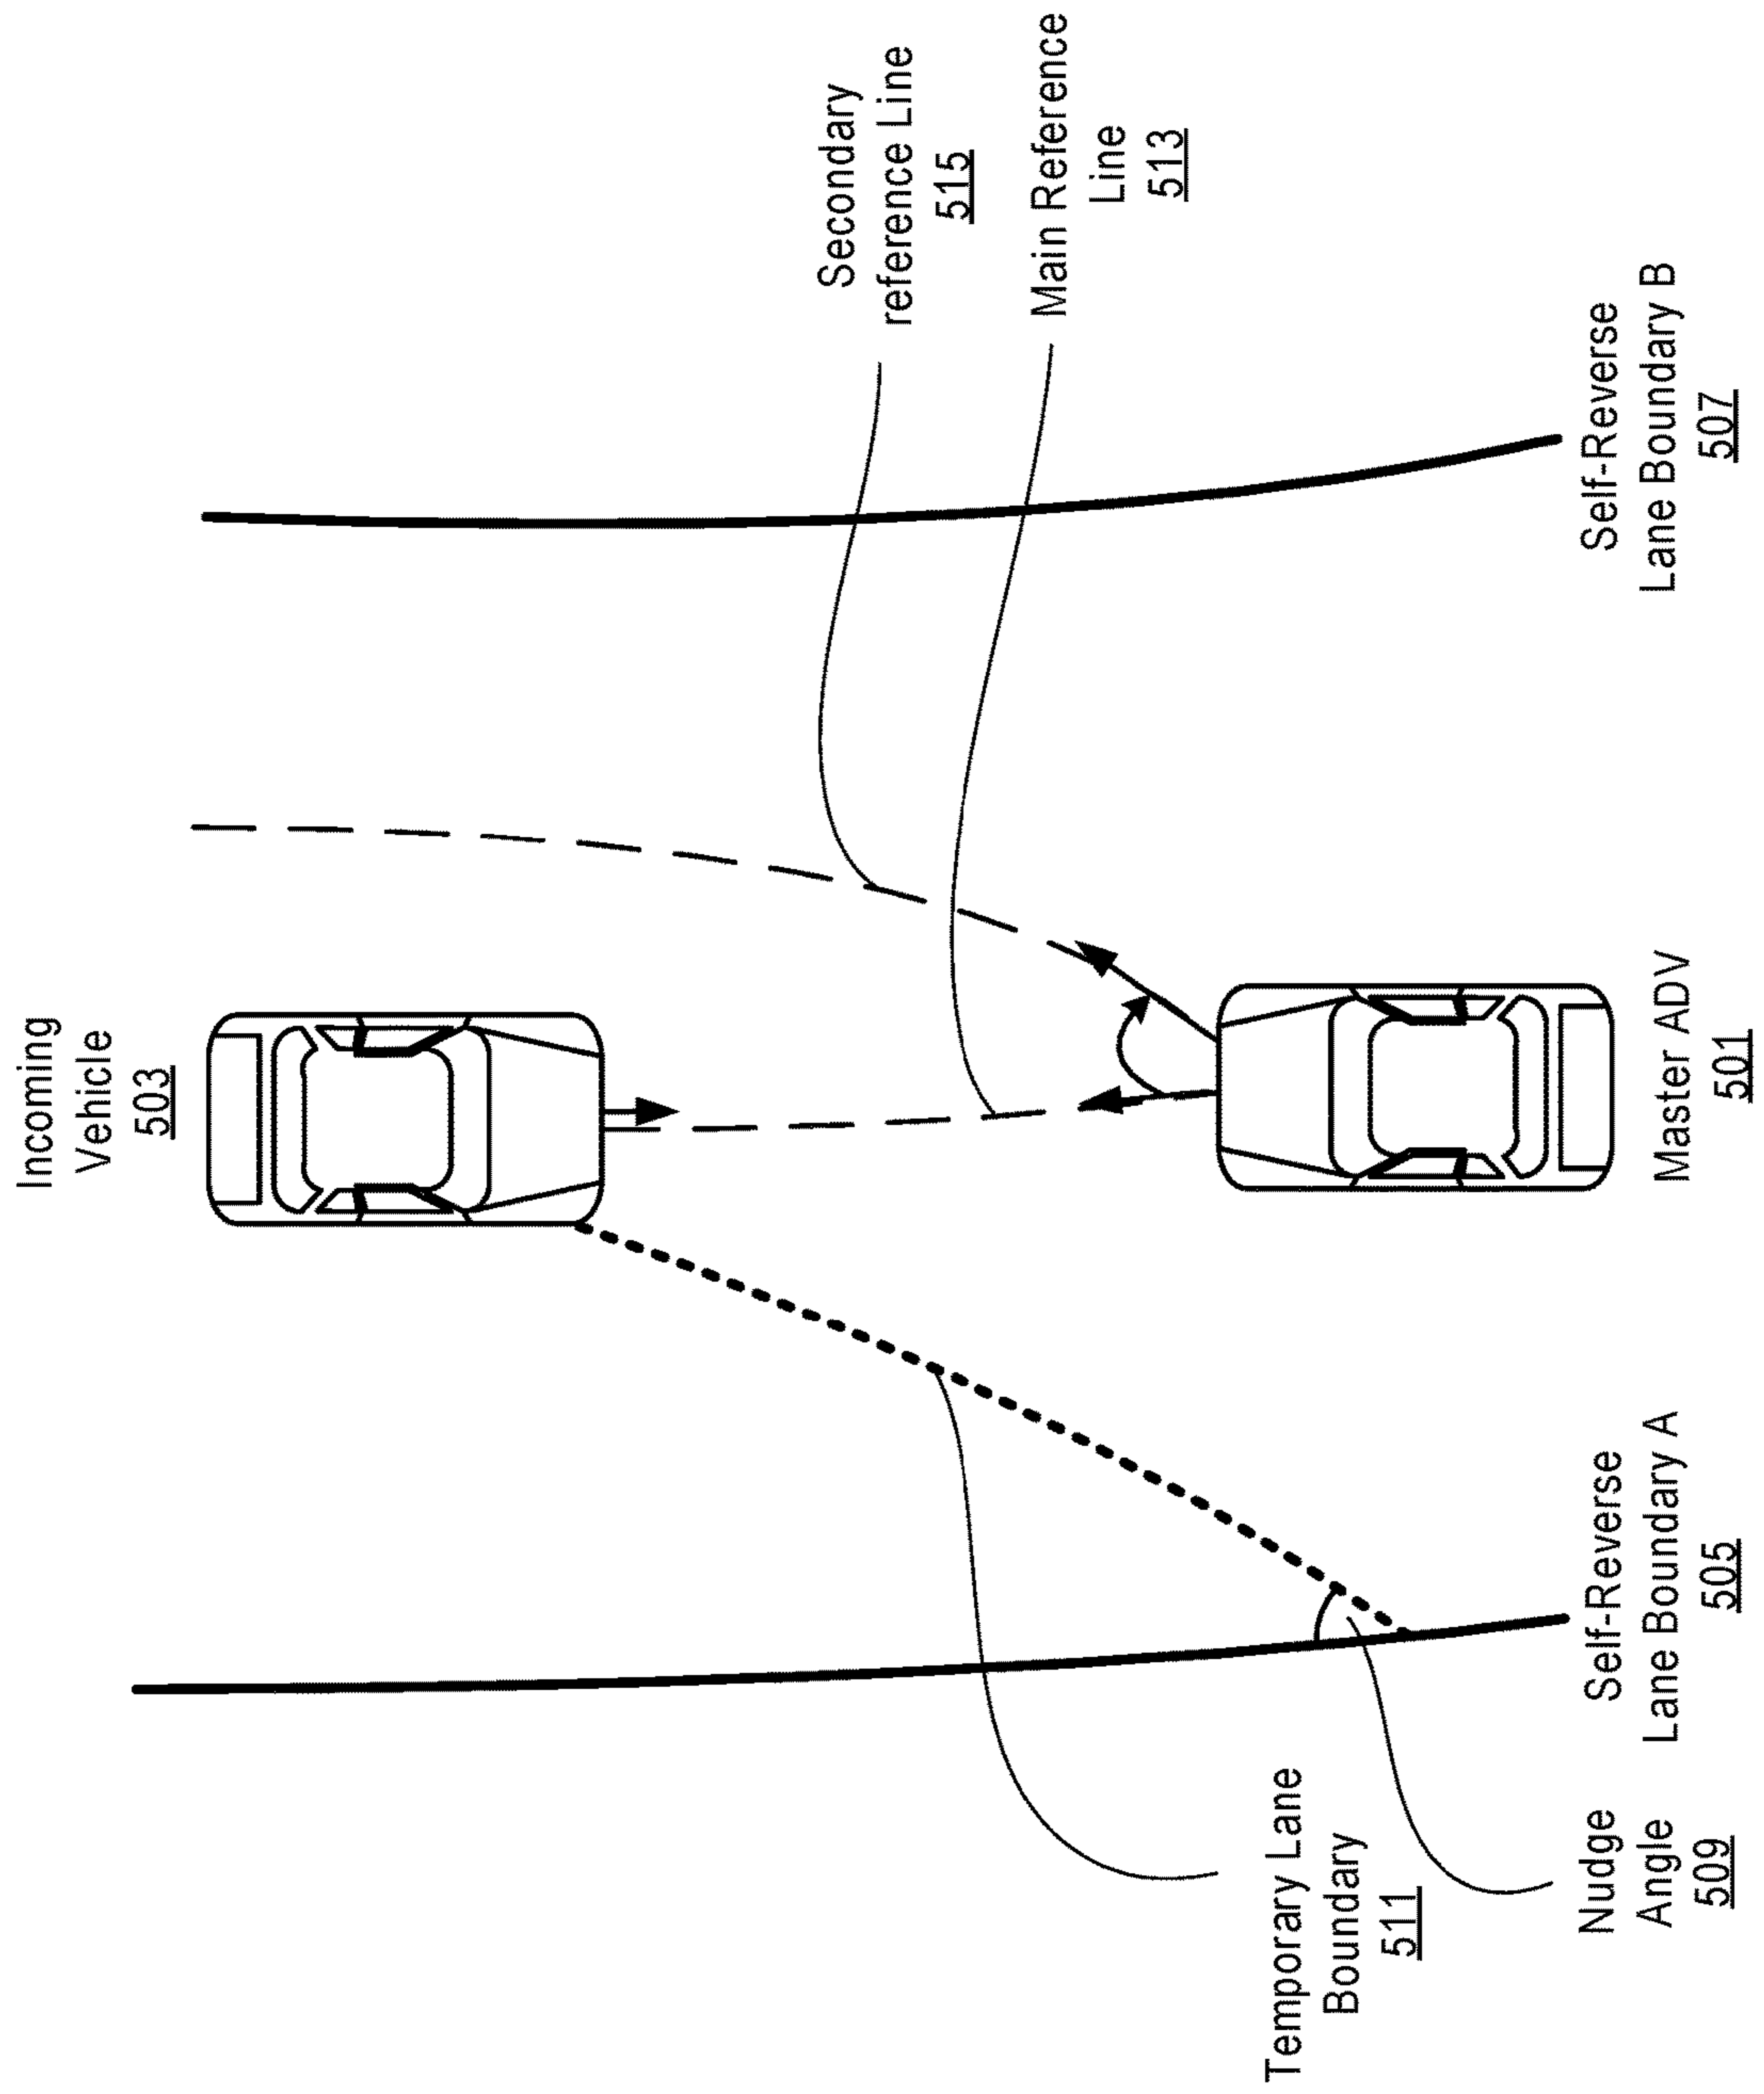 Incoming
Vehicle
503
Secondary
reference Line
515
Main Reference
Line
513
Temporary Lane
Boundary
511
Nudge
Angle
509
Self-Reverse
Lane Boundary A
505
Master ADV
501
Self-Reverse
Lane Boundary B
507